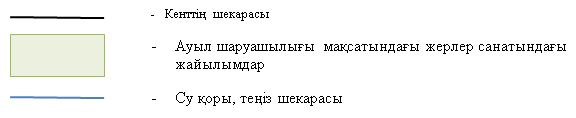 - Кенттің шекарасы
- Ауыл шаруашылығы мақсатындағы жерлер санатындағы
жайылымдар
- Су қоры, теңіз шекарасы